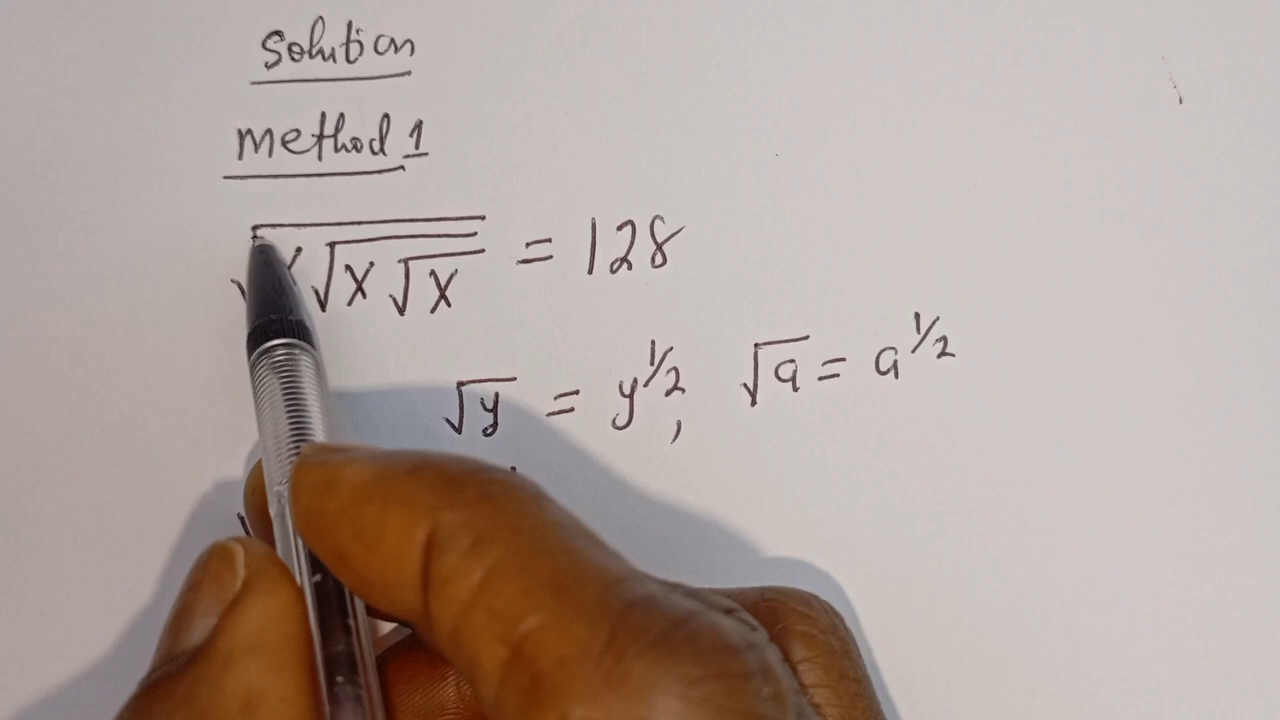 Solution
Method 1
√x√x√x = 128
√y = y^1/2, √a = a^1/2